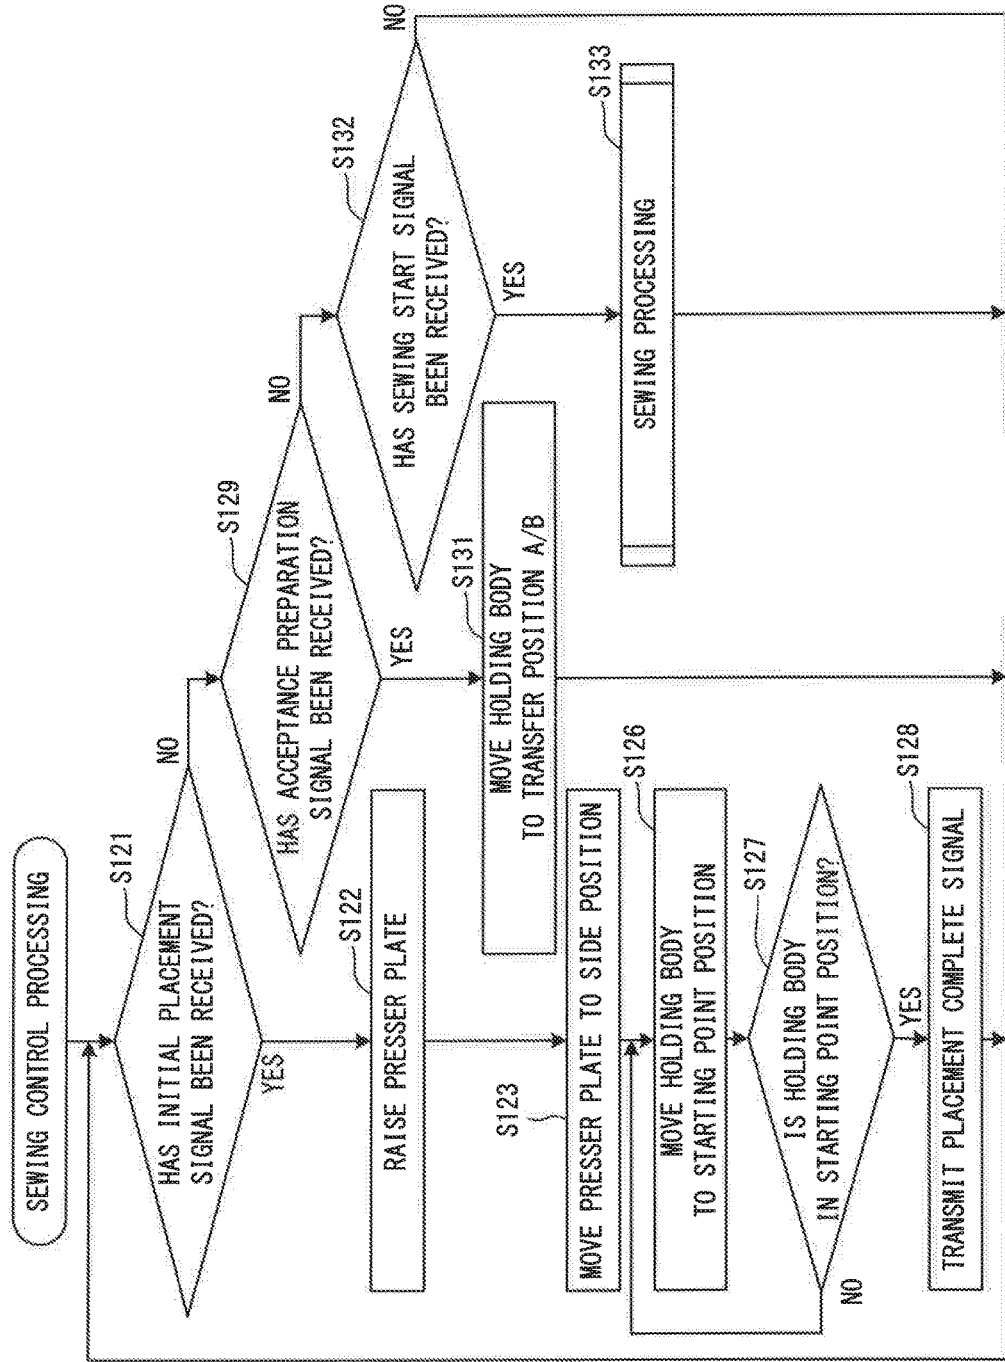 SEWING CONTROL PROCESSING
S121
HAS INITIAL PLACEMENT
SIGNAL BEEN RECEIVED?
NO
YES
S122
RAISE PRESSER PLATE
S123
MOVE PRESSER PLATE TO SIDE POSITION
S126
MOVE HOLDING BODY
TO STARTING POINT POSITION
S127
IS HOLDING BODY
IN STARTING POINT POSITION?
NO
YES
S128
TRANSMIT PLACEMENT COMPLETE SIGNAL
S129
HAS ACCEPTANCE PREPARATION
SIGNAL BEEN RECEIVED?
NO
YES
S131
MOVE HOLDING BODY
TO TRANSFER POSITION A/B
S132
HAS SEWING START SIGNAL
BEEN RECEIVED?
NO
YES
S133
SEWING PROCESSING